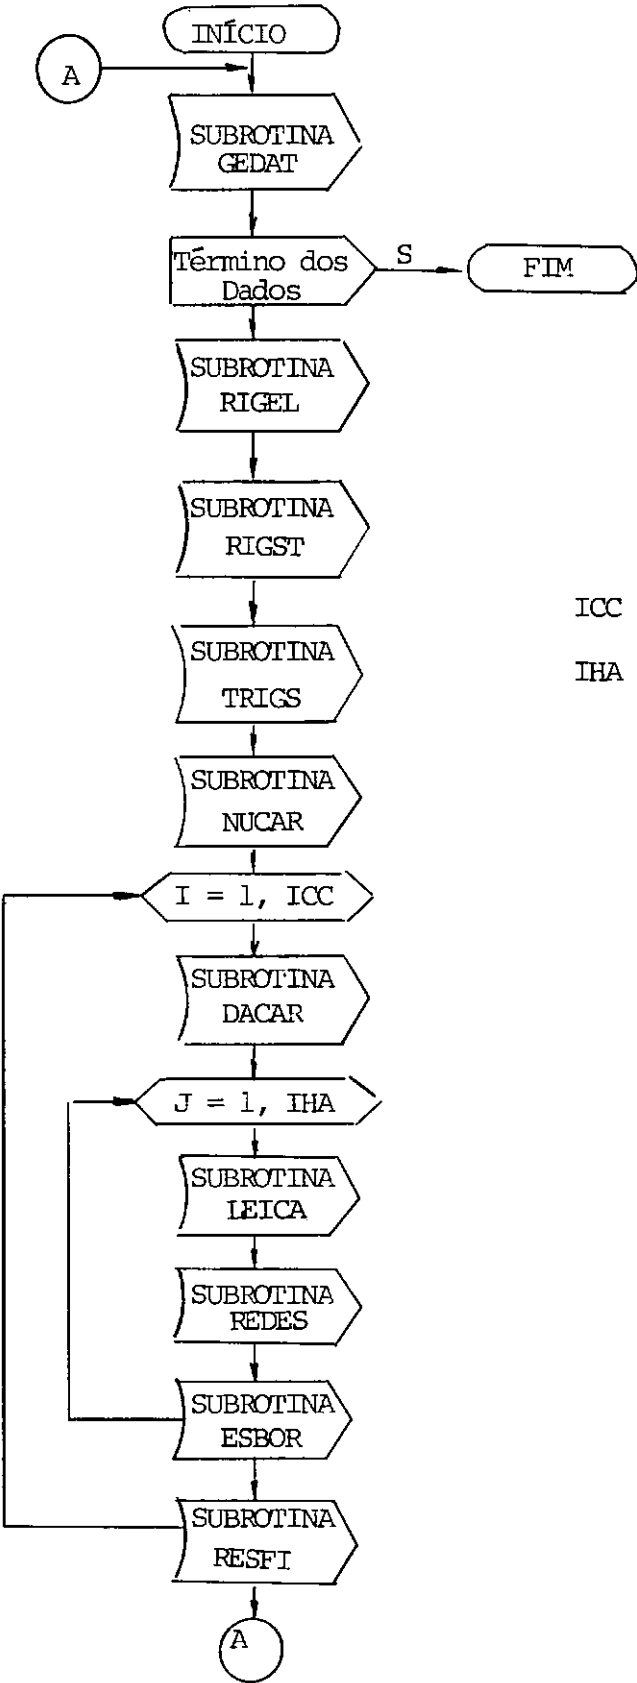 INÍCIO
A
SUBROTINA
GEDAT
Término dos
Dados
S
FIM
SUBROTINA
RIGEL
SUBROTINA
RIGST
ICC
SUBROTINA
IHA
TRIGS
SUBROTINA
NUCAR
I = 1, ICC
SUBROTINA
DACAR
J = 1, IHA
SUBROTINA
LEICA
SUBROTINA
REDES
SUBROTINA
ESBOR
SUBROTINA
RESFI
A